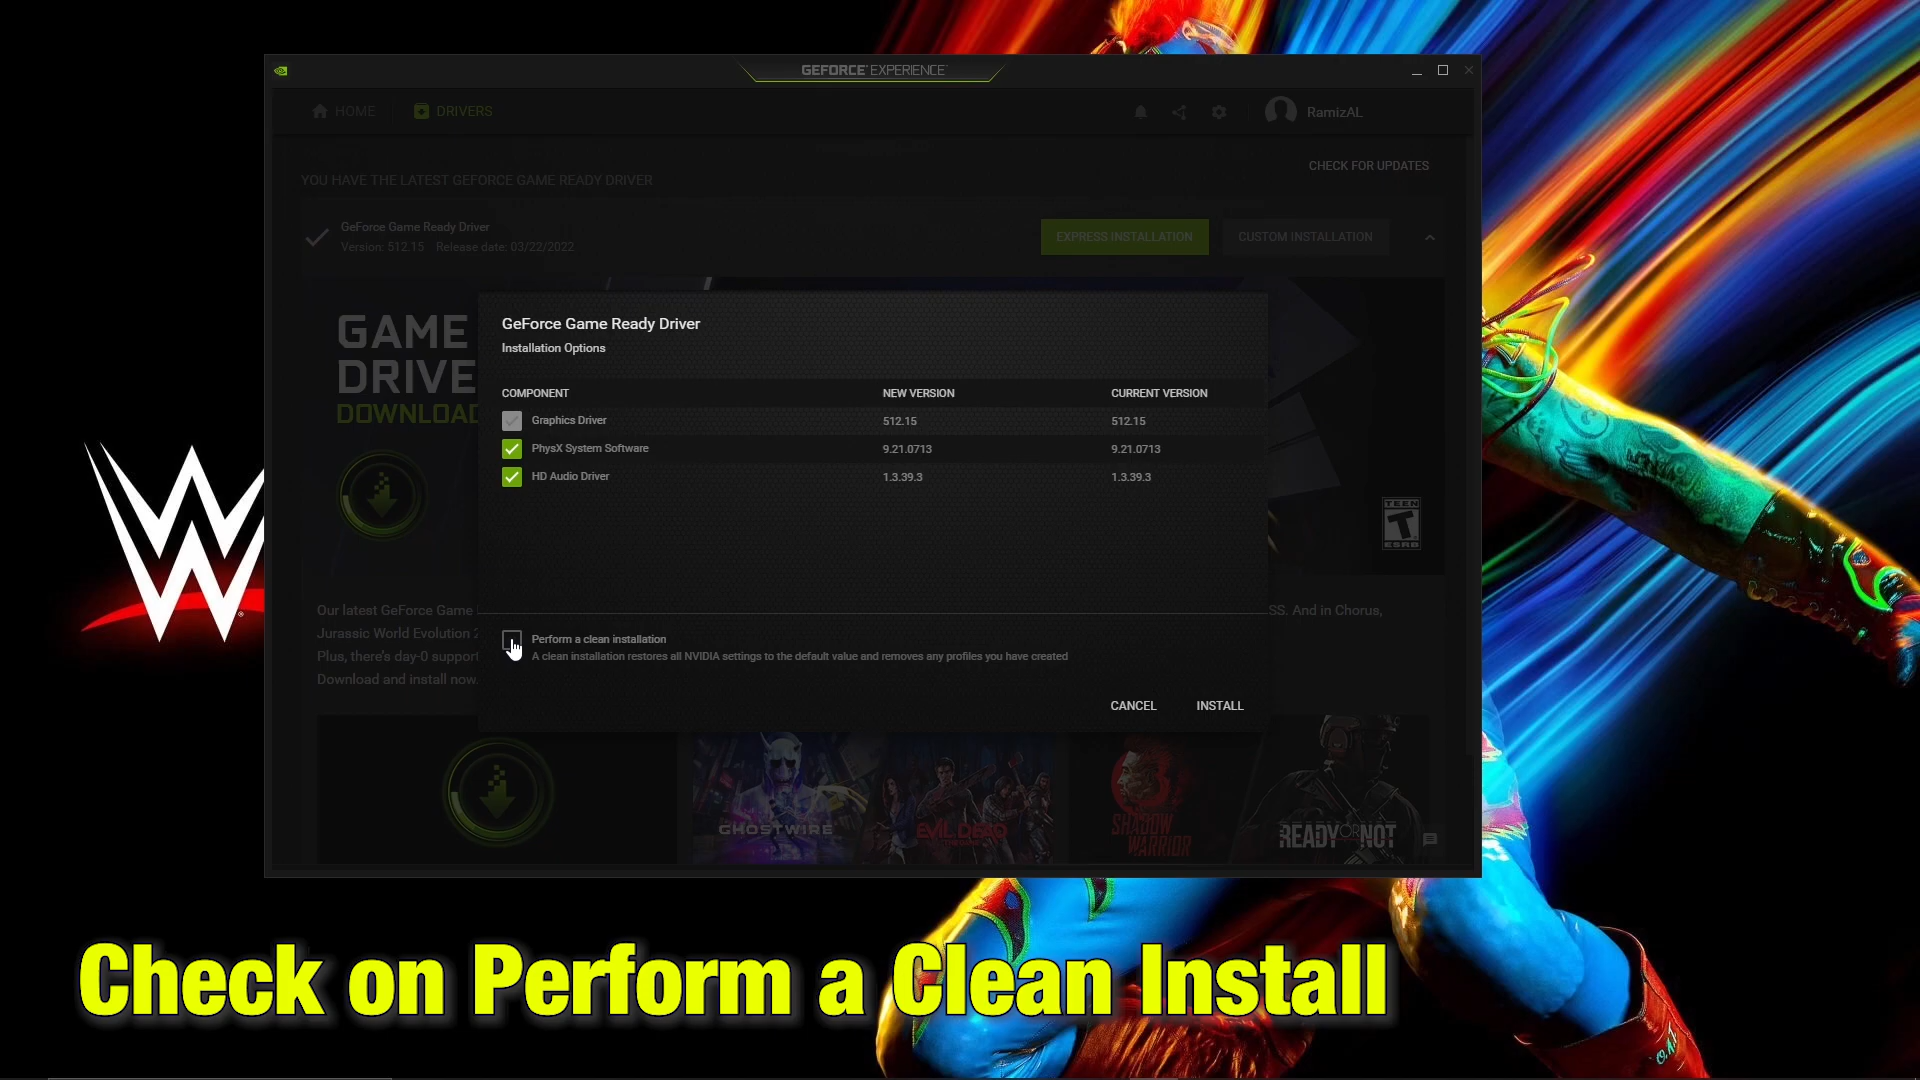 GEFORCE EXPERIENCE
HOME
DRIVERS
RamizAL
CHECK FOR UPDATES
YOU HAVE THE LATEST GEFORCE GAME READY DRIVER
GeForce Game Ready Driver
Version: 512.15 Release date: 03/22/2022
EXPRESS INSTALLATION
CUSTOM INSTALLATION
GAME
DRIVE
DOWNLOAD
GeForce Game Ready Driver
Installation Options
COMPONENT NEW VERSION CURRENT VERSION
Graphics Driver 512.15 512.15
PhysX System Software 9.21.0713 9.21.0713
HD Audio Driver 1.3.39.3 1.3.39.3
TEEN
T
ESRB
W
Our latest GeForce Game
SS. And in Chorus,
Jurassic World Evolution 2
Plus, there's day-0 support
Download and install now.
Perform a clean installation
A clean installation restores all NVIDIA settings to the default value and removes any profiles you have created
CANCEL
INSTALL
GHOSTWIRE
EVIL DEAD
SHADOW
WARRIOR
3
READY OR NOT
Check on Perform a Clean Install